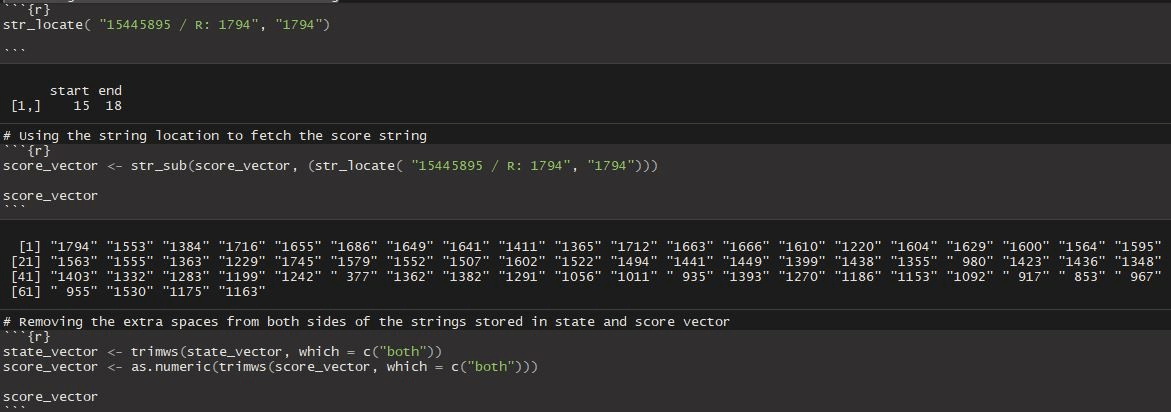 ```{r}
str_locate( "15445895 / R: 1794", "1794")
```
start end
[1,] 15 18
# Using the string location to fetch the score string
```{r}
score_vector <- str_sub(score_vector, (str_locate( "15445895 / R: 1794", "1794")))
score_vector
```
[1] "1794" "1553" "1384" "1716" "1655" "1686" "1649" "1641" "1411" "1365" "1712" "1663" "1666" "1610" "1220" "1604" "1629" "1600" "1564" "1595"
[21] "1563" "1555" "1363" "1229" "1745" "1579" "1552" "1507" "1602" "1522" "1494" "1441" "1449" "1399" "1438" "1355" " 980" "1423" "1436" "1348"
[41] "1403" "1332" "1283" "1199" "1242" " 377" "1362" "1382" "1291" "1056" "1011" " 935" "1393" "1270" "1186" "1153" "1092" " 917" " 853" " 967"
[61] " 955" "1530" "1175" "1163"
# Removing the extra spaces from both sides of the strings stored in state and score vector
```{r}
state_vector <- trimws(state_vector, which = c("both"))
score_vector <- as.numeric(trimws(score_vector, which = c("both")))
score_vector
```